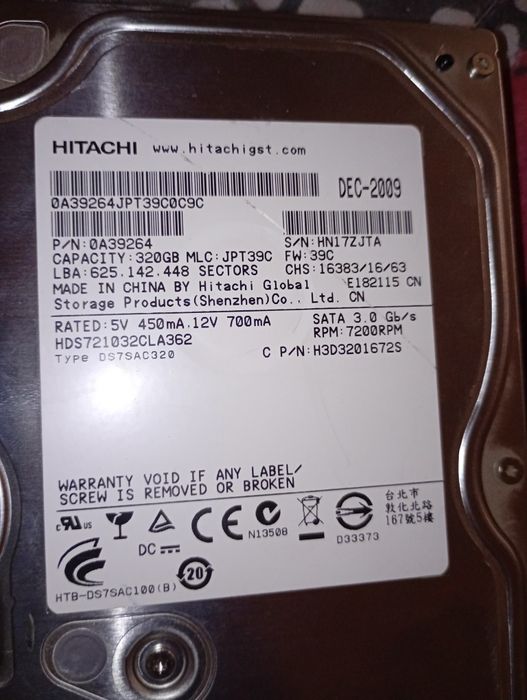 HITACHI www.hitachigst.com
DEC-2009
0A39264JPT39C0C9C
P/N:0A39264 S/N:HN17ZJTA
CAPACITY:320GB MLC:JPT39C FW:39C
LBA:625.142.448 SECTORS CHS:16383/16/63
MADE IN CHINA BY Hitachi Global E182115 CN
Storage Products(Shenzhen)Co., Ltd. CN
RATED:5V 450mA.12V 700mA SATA 3.0 Gb/s
HDS721032CLA362 RPM:7200RPM
Type DS7SAC320 C P/N:H3D3201672S
WARRANTY VOID IF ANY LABEL/
SCREW IS REMOVED OR BROKEN
c RU US
CE
N13508
D33373
台北市
敦化北路
167號5樓
DC
20
HTB-DS7SAC100(B)